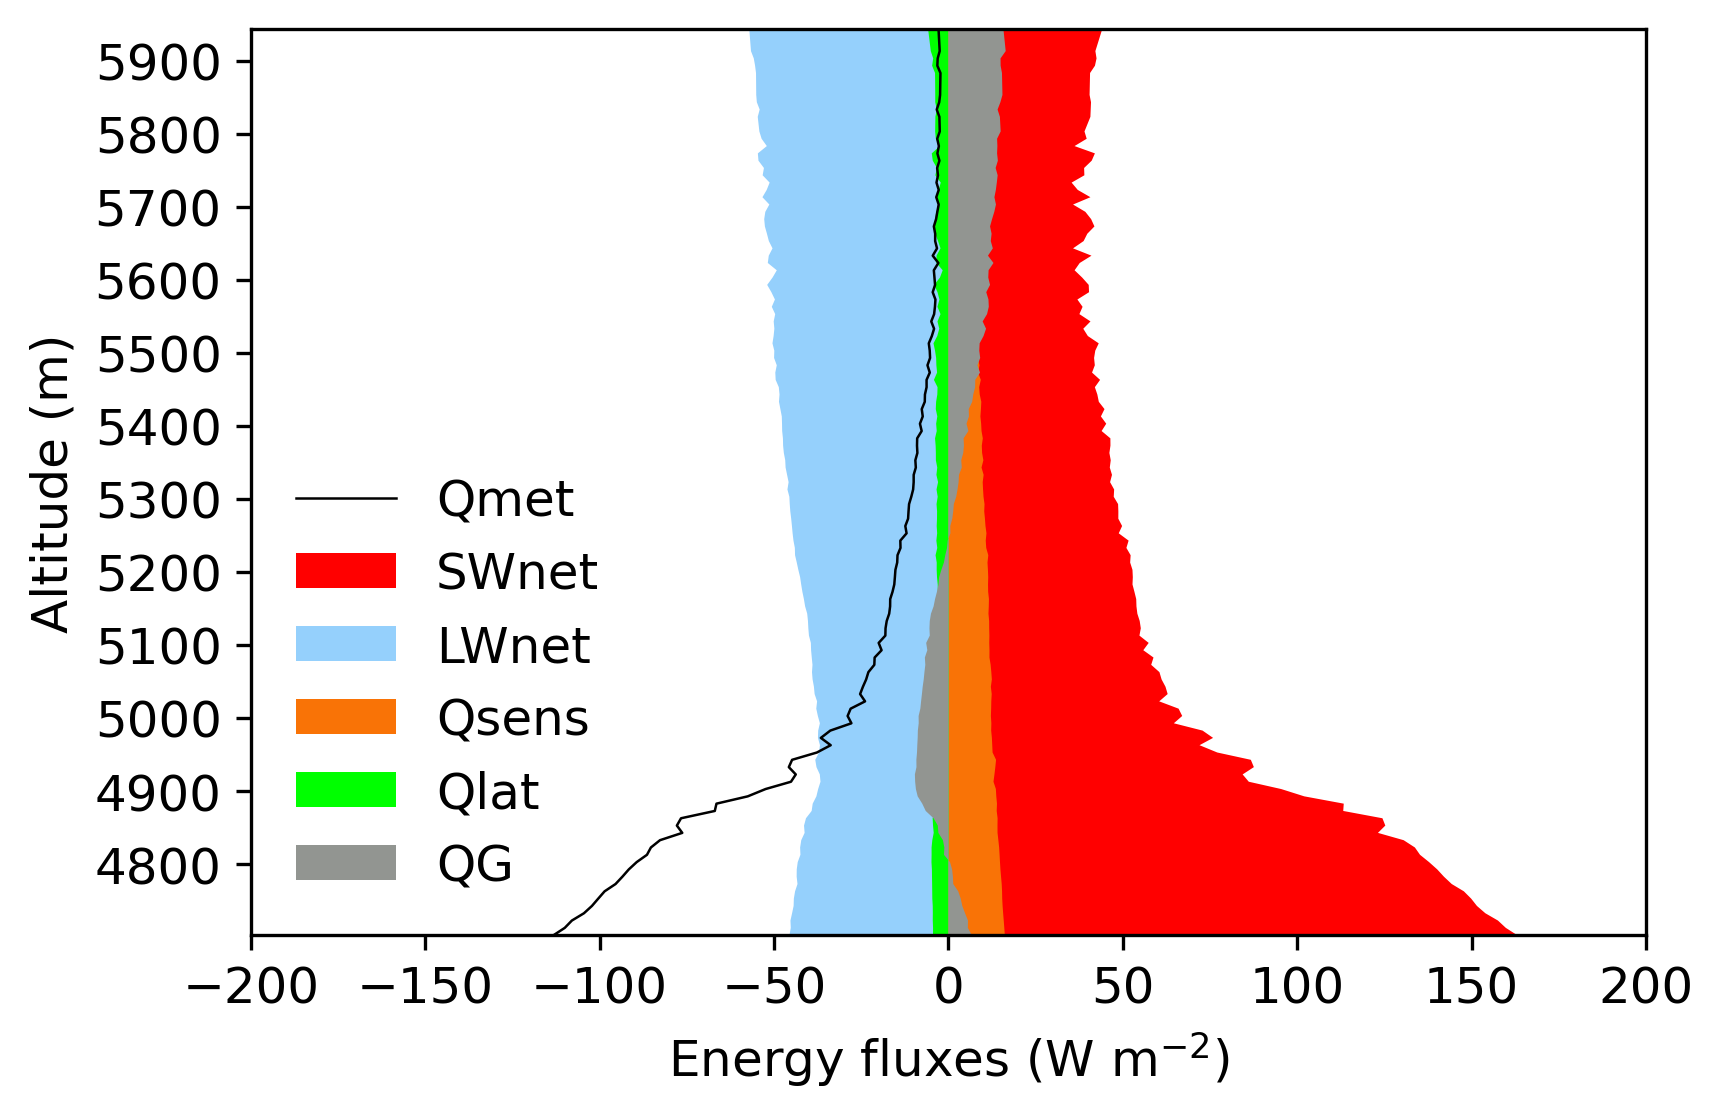 5900
5800
5700
5600
5500
5400
5300
5200
5100
5000
4900
4800
Altitude (m)
Qmet
SWnet
LWnet
Qsens
Qlat
QG
−200 −150 −100 −50 0 50 100 150 200
Energy fluxes (W m⁻²)